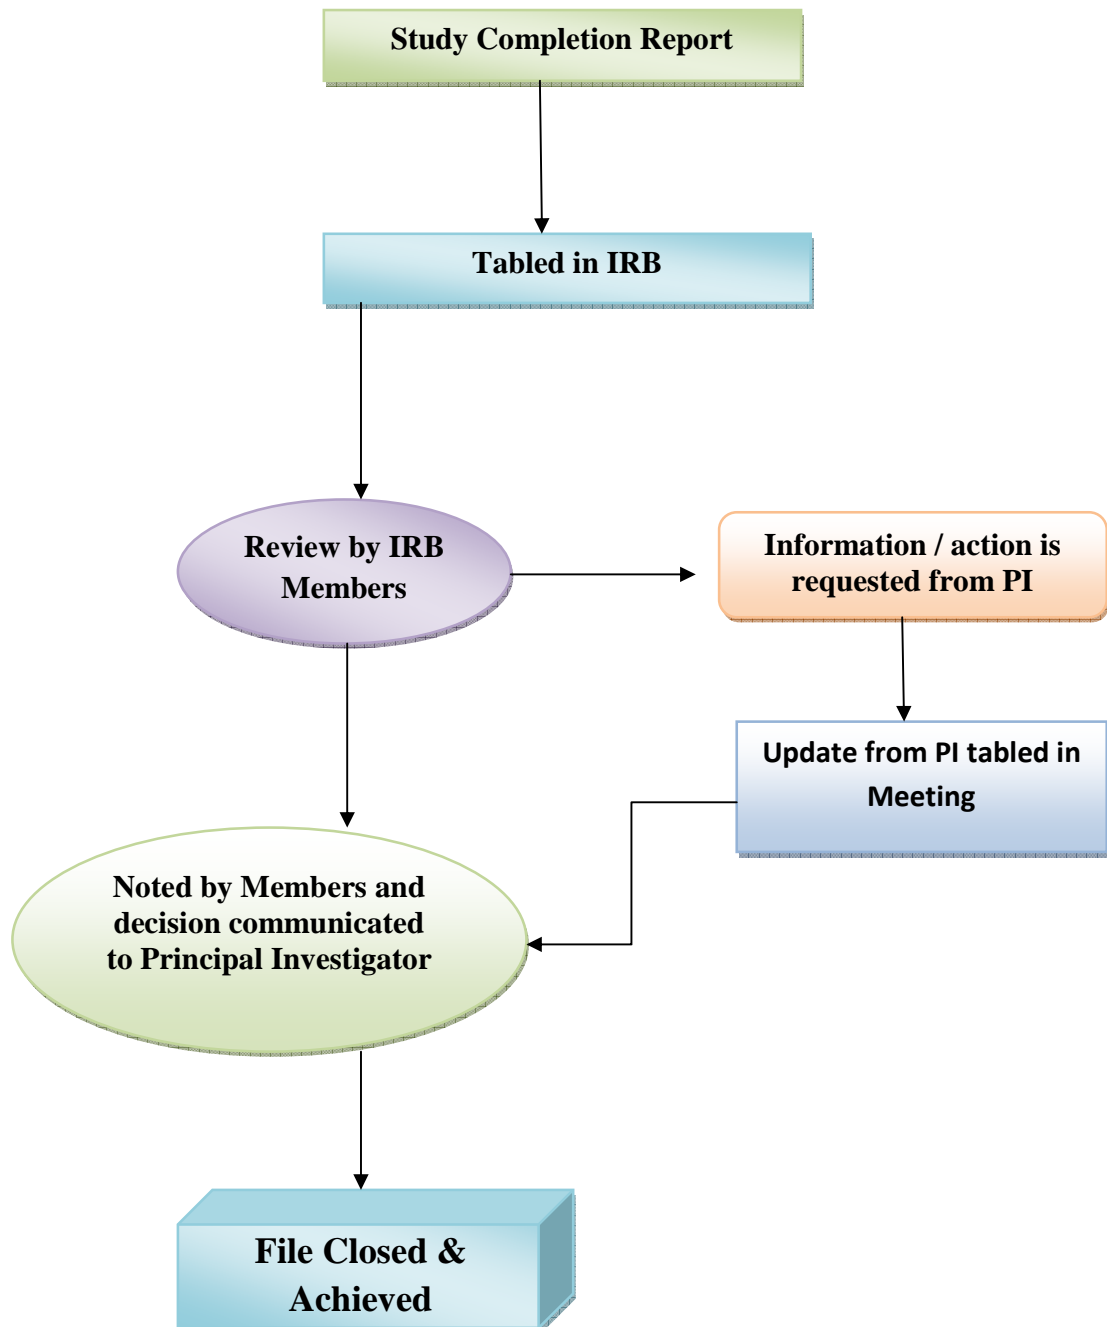 Study Completion Report
Tabled in IRB
Review by IRB
Members
Information / action is
requested from PI
Update from PI tabled in
Meeting
Noted by Members and
decision communicated
to Principal Investigator
File Closed &
Achieved